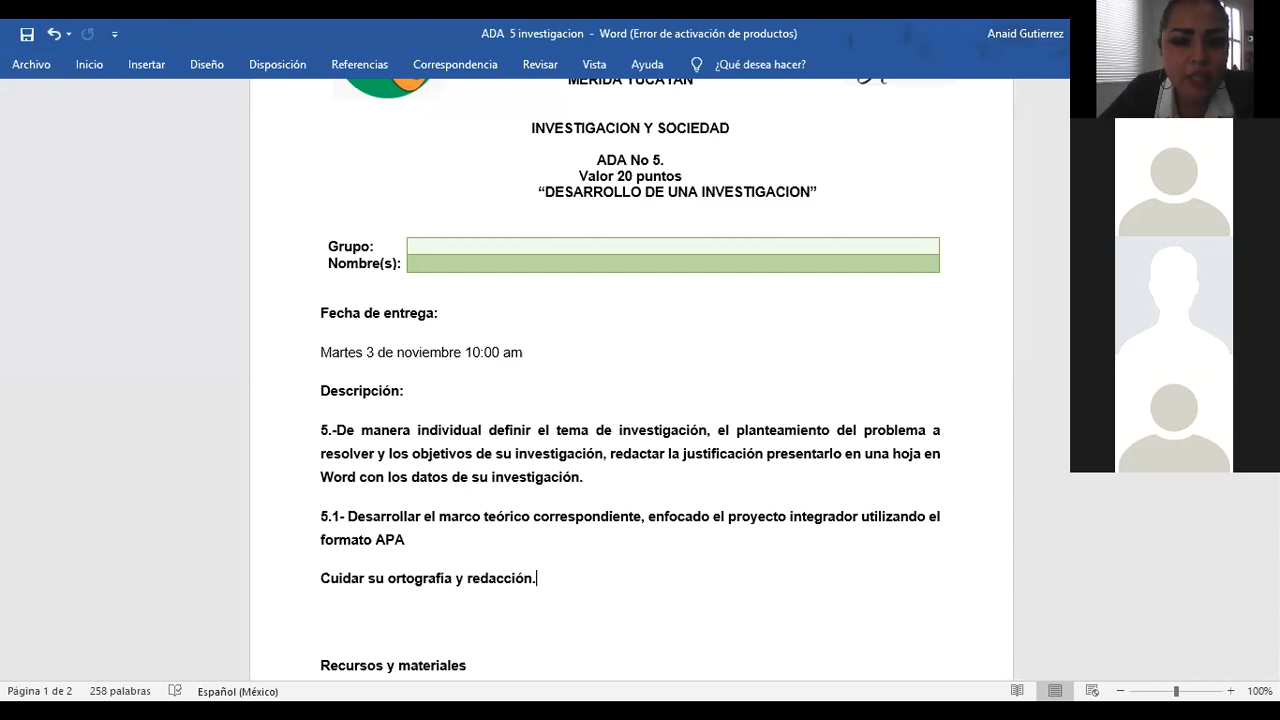 ADA 5 investigacion - Word (Error de activación de productos)
Anaid Gutierrez
Archivo Inicio Insertar Diseño Disposición Referencias Correspondencia Revisar Vista Ayuda ¿Qué desea hacer?
MERIDA YUCATAN
INVESTIGACION Y SOCIEDAD
ADA No 5.
Valor 20 puntos
“DESARROLLO DE UNA INVESTIGACION”
Grupo:
Nombre(s):
Fecha de entrega:
Martes 3 de noviembre 10:00 am
Descripción:
5.-De manera individual definir el tema de investigación, el planteamiento del problema a
resolver y los objetivos de su investigación, redactar la justificación presentarlo en una hoja en
Word con los datos de su investigación.
5.1- Desarrollar el marco teórico correspondiente, enfocado el proyecto integrador utilizando el
formato APA
Cuidar su ortografía y redacción.
Recursos y materiales
Página 1 de 2 258 palabras Español (México) 100%